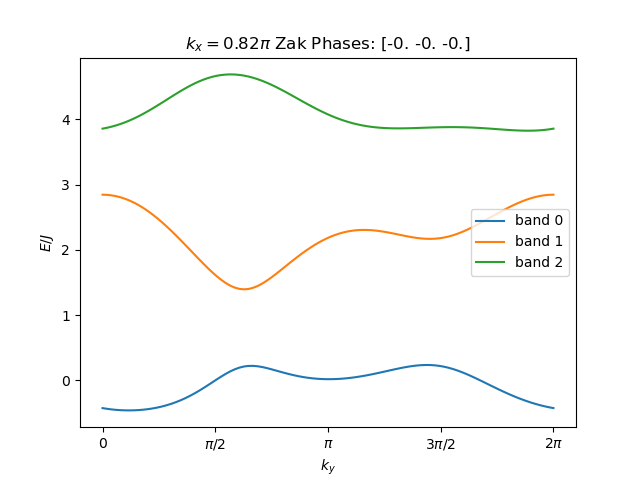 $k_x = 0.82\pi$ Zak Phases: [-0. -0. -0.]
E/J
4
3
2
1
0
band 0
band 1
band 2
0
π/2
π
3π/2
2π
$k_y$